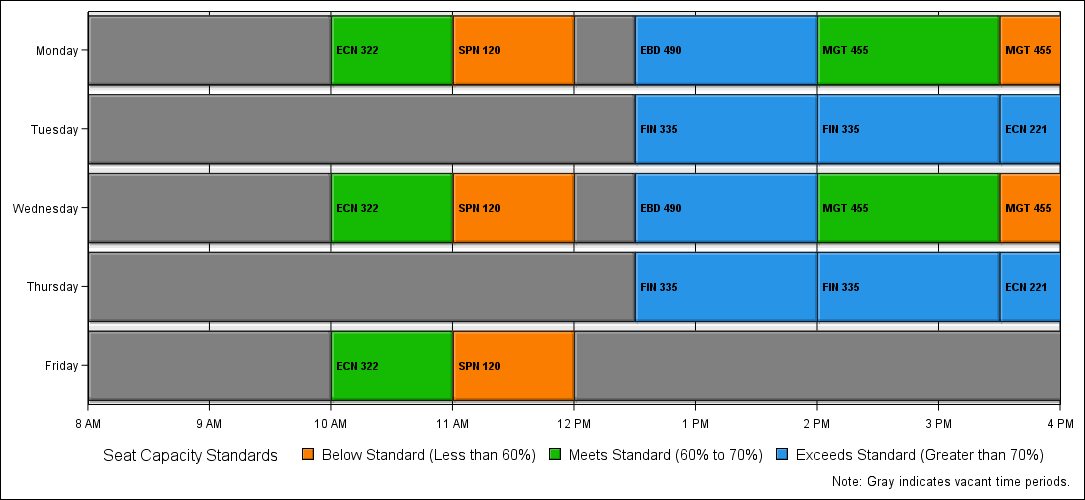 Monday ECN 322 SPN 120 EBD 490 MGT 455 MGT 455
Tuesday FIN 335 FIN 335 ECN 221
Wednesday ECN 322 SPN 120 EBD 490 MGT 455 MGT 455
Thursday FIN 335 FIN 335 ECN 221
Friday ECN 322 SPN 120
8 AM 9 AM 10 AM 11 AM 12 PM 1 PM 2 PM 3 PM 4 PM
Seat Capacity Standards Below Standard (Less than 60%) Meets Standard (60% to 70%) Exceeds Standard (Greater than 70%)
Note: Gray indicates vacant time periods.